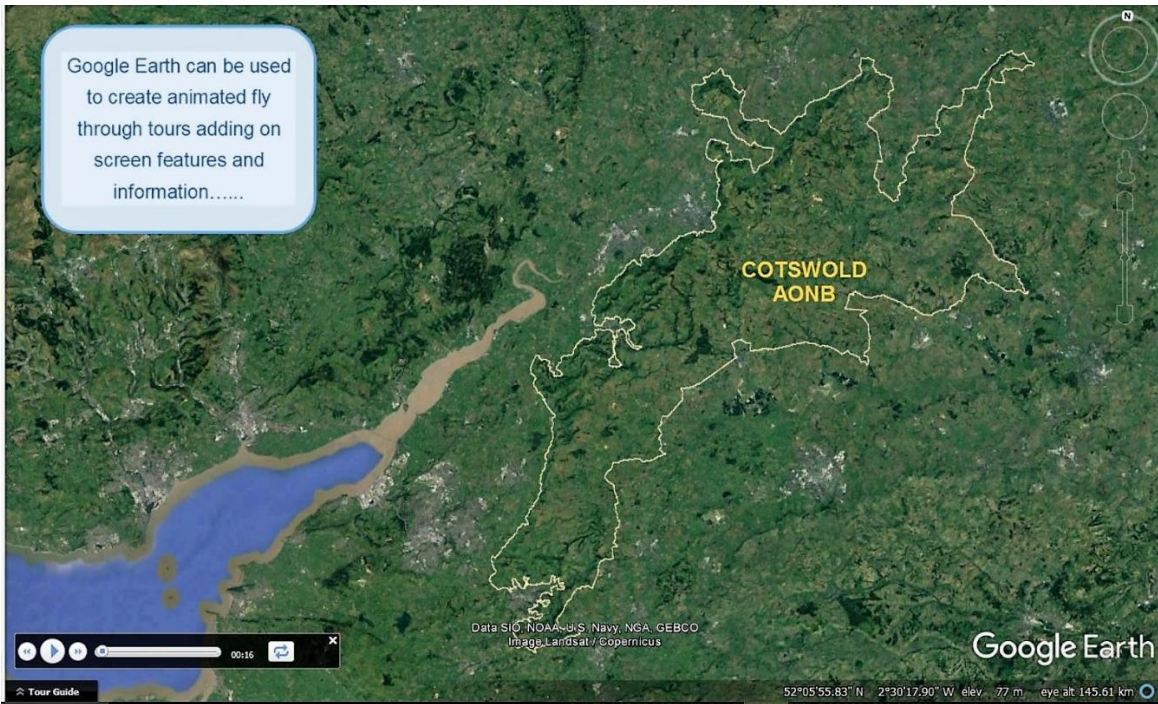 Google Earth can be used
to create animated fly
through tours adding on
screen features and
information…...
N
COTSWOLD
AONB
Data SIO, NOAA, U.S. Navy, NGA, GEBCO
Image Landsat / Copernicus
Google Earth
00:16
Tour Guide
52°05'55.83" N 2°30'17.90" W elev 77 m eye alt 145.61 km